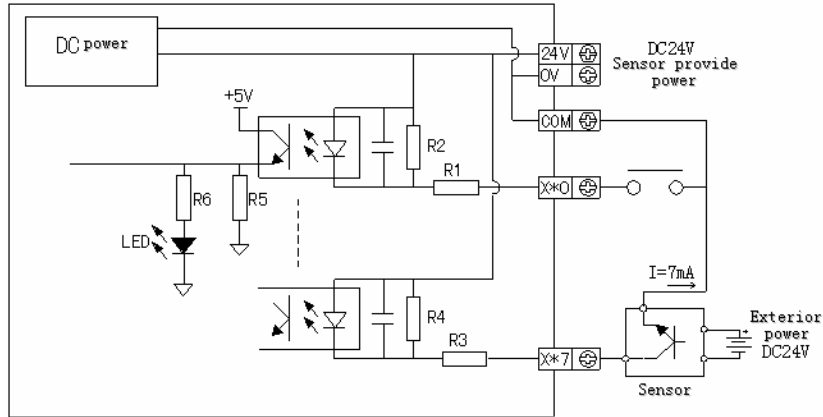 DC power
24V
0V
DC24V
Sensor provide
power
+5V
COM
R2
R1
X*0
R6
R5
LED
I=7mA
R4
R3
X*7
Exterior
power
DC24V
+
Sensor